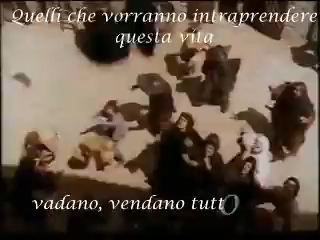 Quelli che vorranno intraprendere
questa vita
vadano, vendano tutto